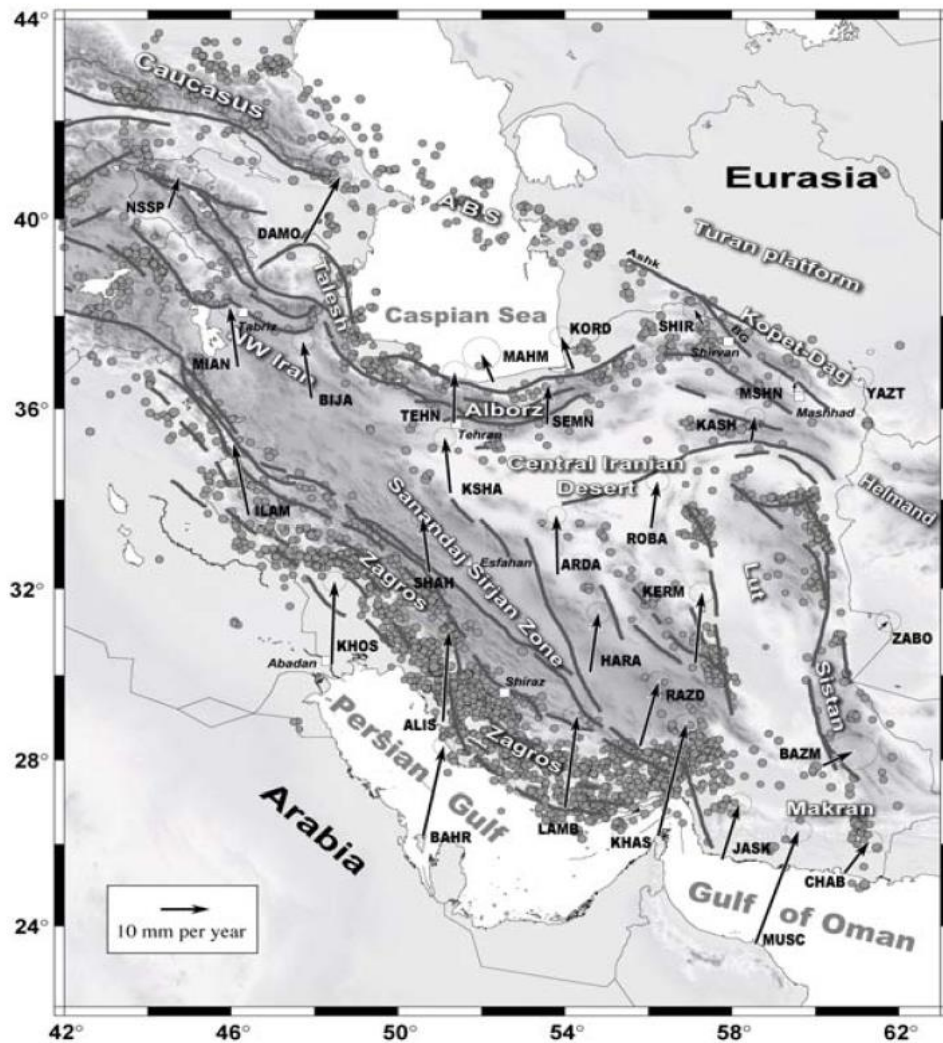 44°
40°
36°
32°
28°
24°
42
46
50
54
58
62°
Caucasus
NSSP
DAMO
ABS
Eurasia
Turan platform
Ashk
Talesh
Caspian Sea
KORD
SHIR
BG
Kopet-Dag
Shirvan
Tabriz
MIAN
NW Iran
BIJA
MAHM
TEHN
Alborz
SEMN
Tehran
MSHN
Mashhad
YAZT
KASH
Central Iranian
Desert
KSHA
ILAM
Sanandaj Sirjan Zone
Helmand
ROBA
ARDA
Esfahan
SHAH
Zagros
KERM
Lut
ZABO
KHOS
Abadan
HARA
Shiraz
RAZD
Sistan
ALIS
Persian
Gulf
Zagros
BAZM
Makran
Arabia
BAHR
LAMB
KHAS
JASK
CHAB
MUSC
Gulf of Oman
10 mm per year